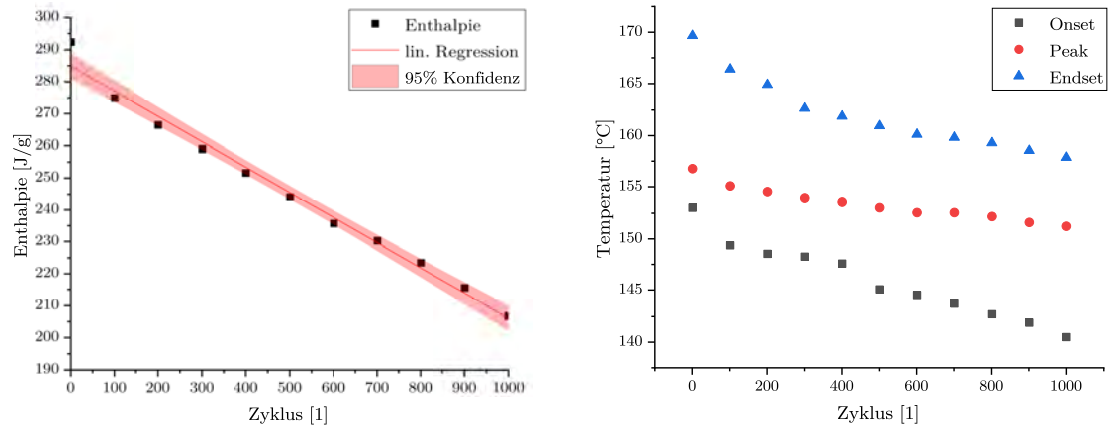 300
290
280
270
260
250
240
230
220
210
200
190
Enthalpie [J/g]
0 100 200 300 400 500 600 700 800 900 1000
Zyklus [1]
Enthalpie
lin. Regression
95% Konfidenz
170
165
160
155
150
145
140
Temperatur [°C]
0 200 400 600 800 1000
Zyklus [1]
Onset
Peak
Endset